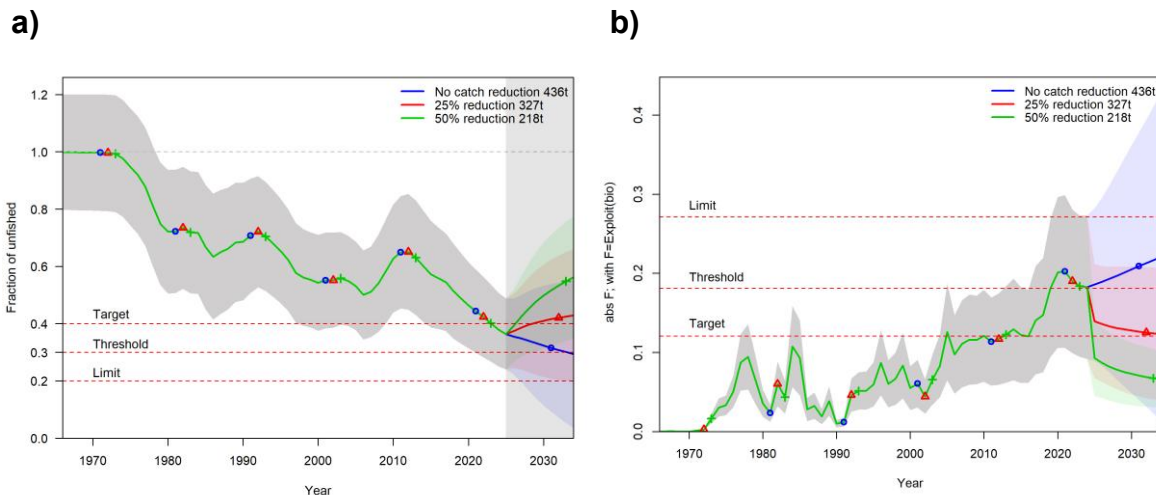 a)
No catch reduction 436t
25% reduction 327t
50% reduction 218t
Fraction of unfished
1.2
1.0
0.8
0.6
0.4
0.3
0.2
0.0
Target
Threshold
Limit
1970 1980 1990 2000 2010 2020 2030
Year
b)
No catch reduction 436t
25% reduction 327t
50% reduction 218t
abs F; with F=Exploit(bio)
0.4
0.3
0.2
0.1
0.0
Limit
Threshold
Target
1970 1980 1990 2000 2010 2020 2030
Year